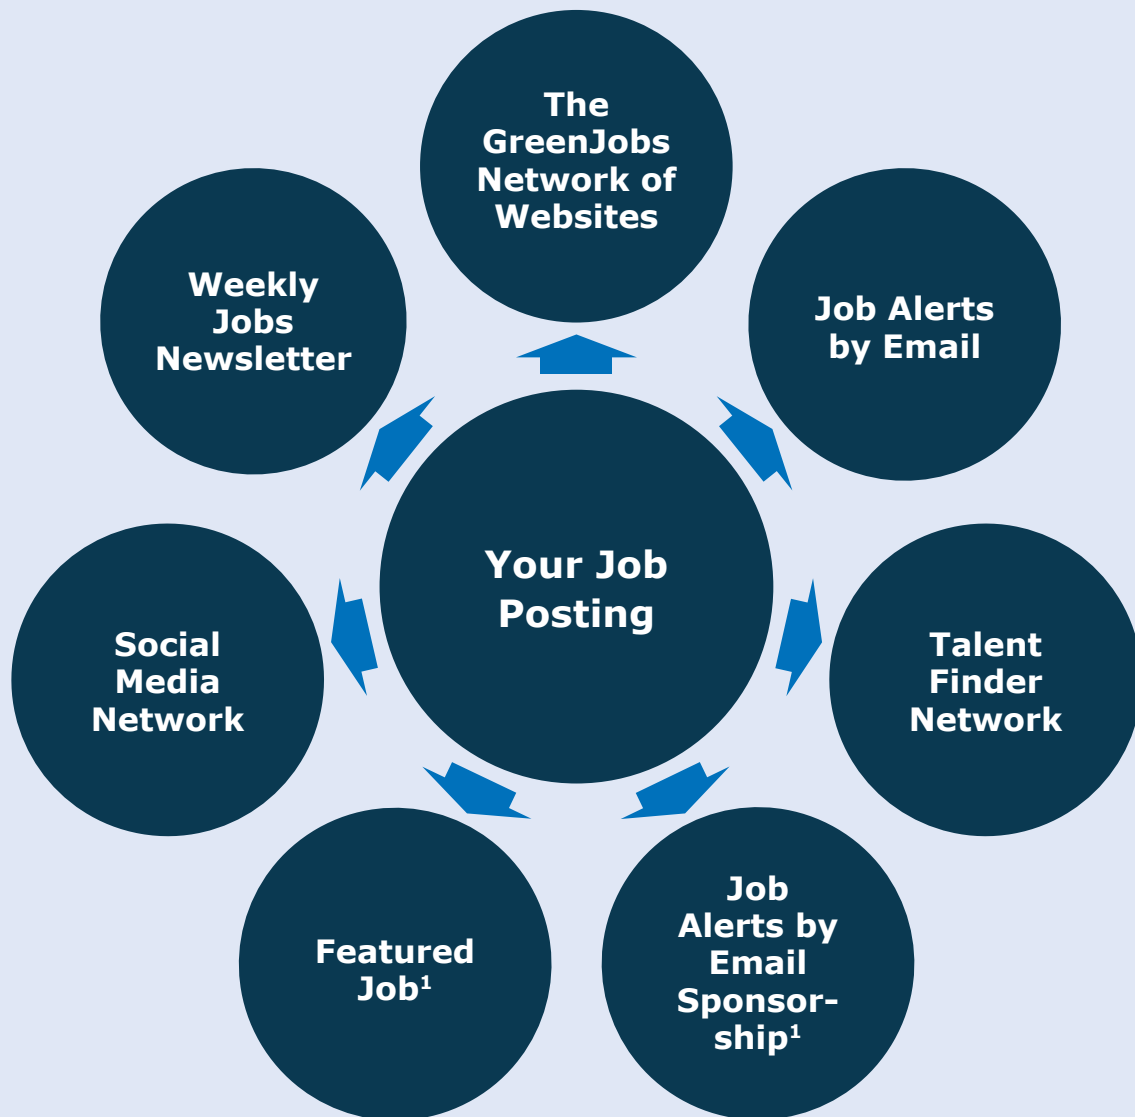 The
GreenJobs
Network of
Websites
Weekly
Jobs
Newsletter
Job Alerts
by Email
Your Job
Posting
Social
Media
Network
Talent
Finder
Network
Featured
Job¹
Job
Alerts by
Email
Sponsor-
ship¹